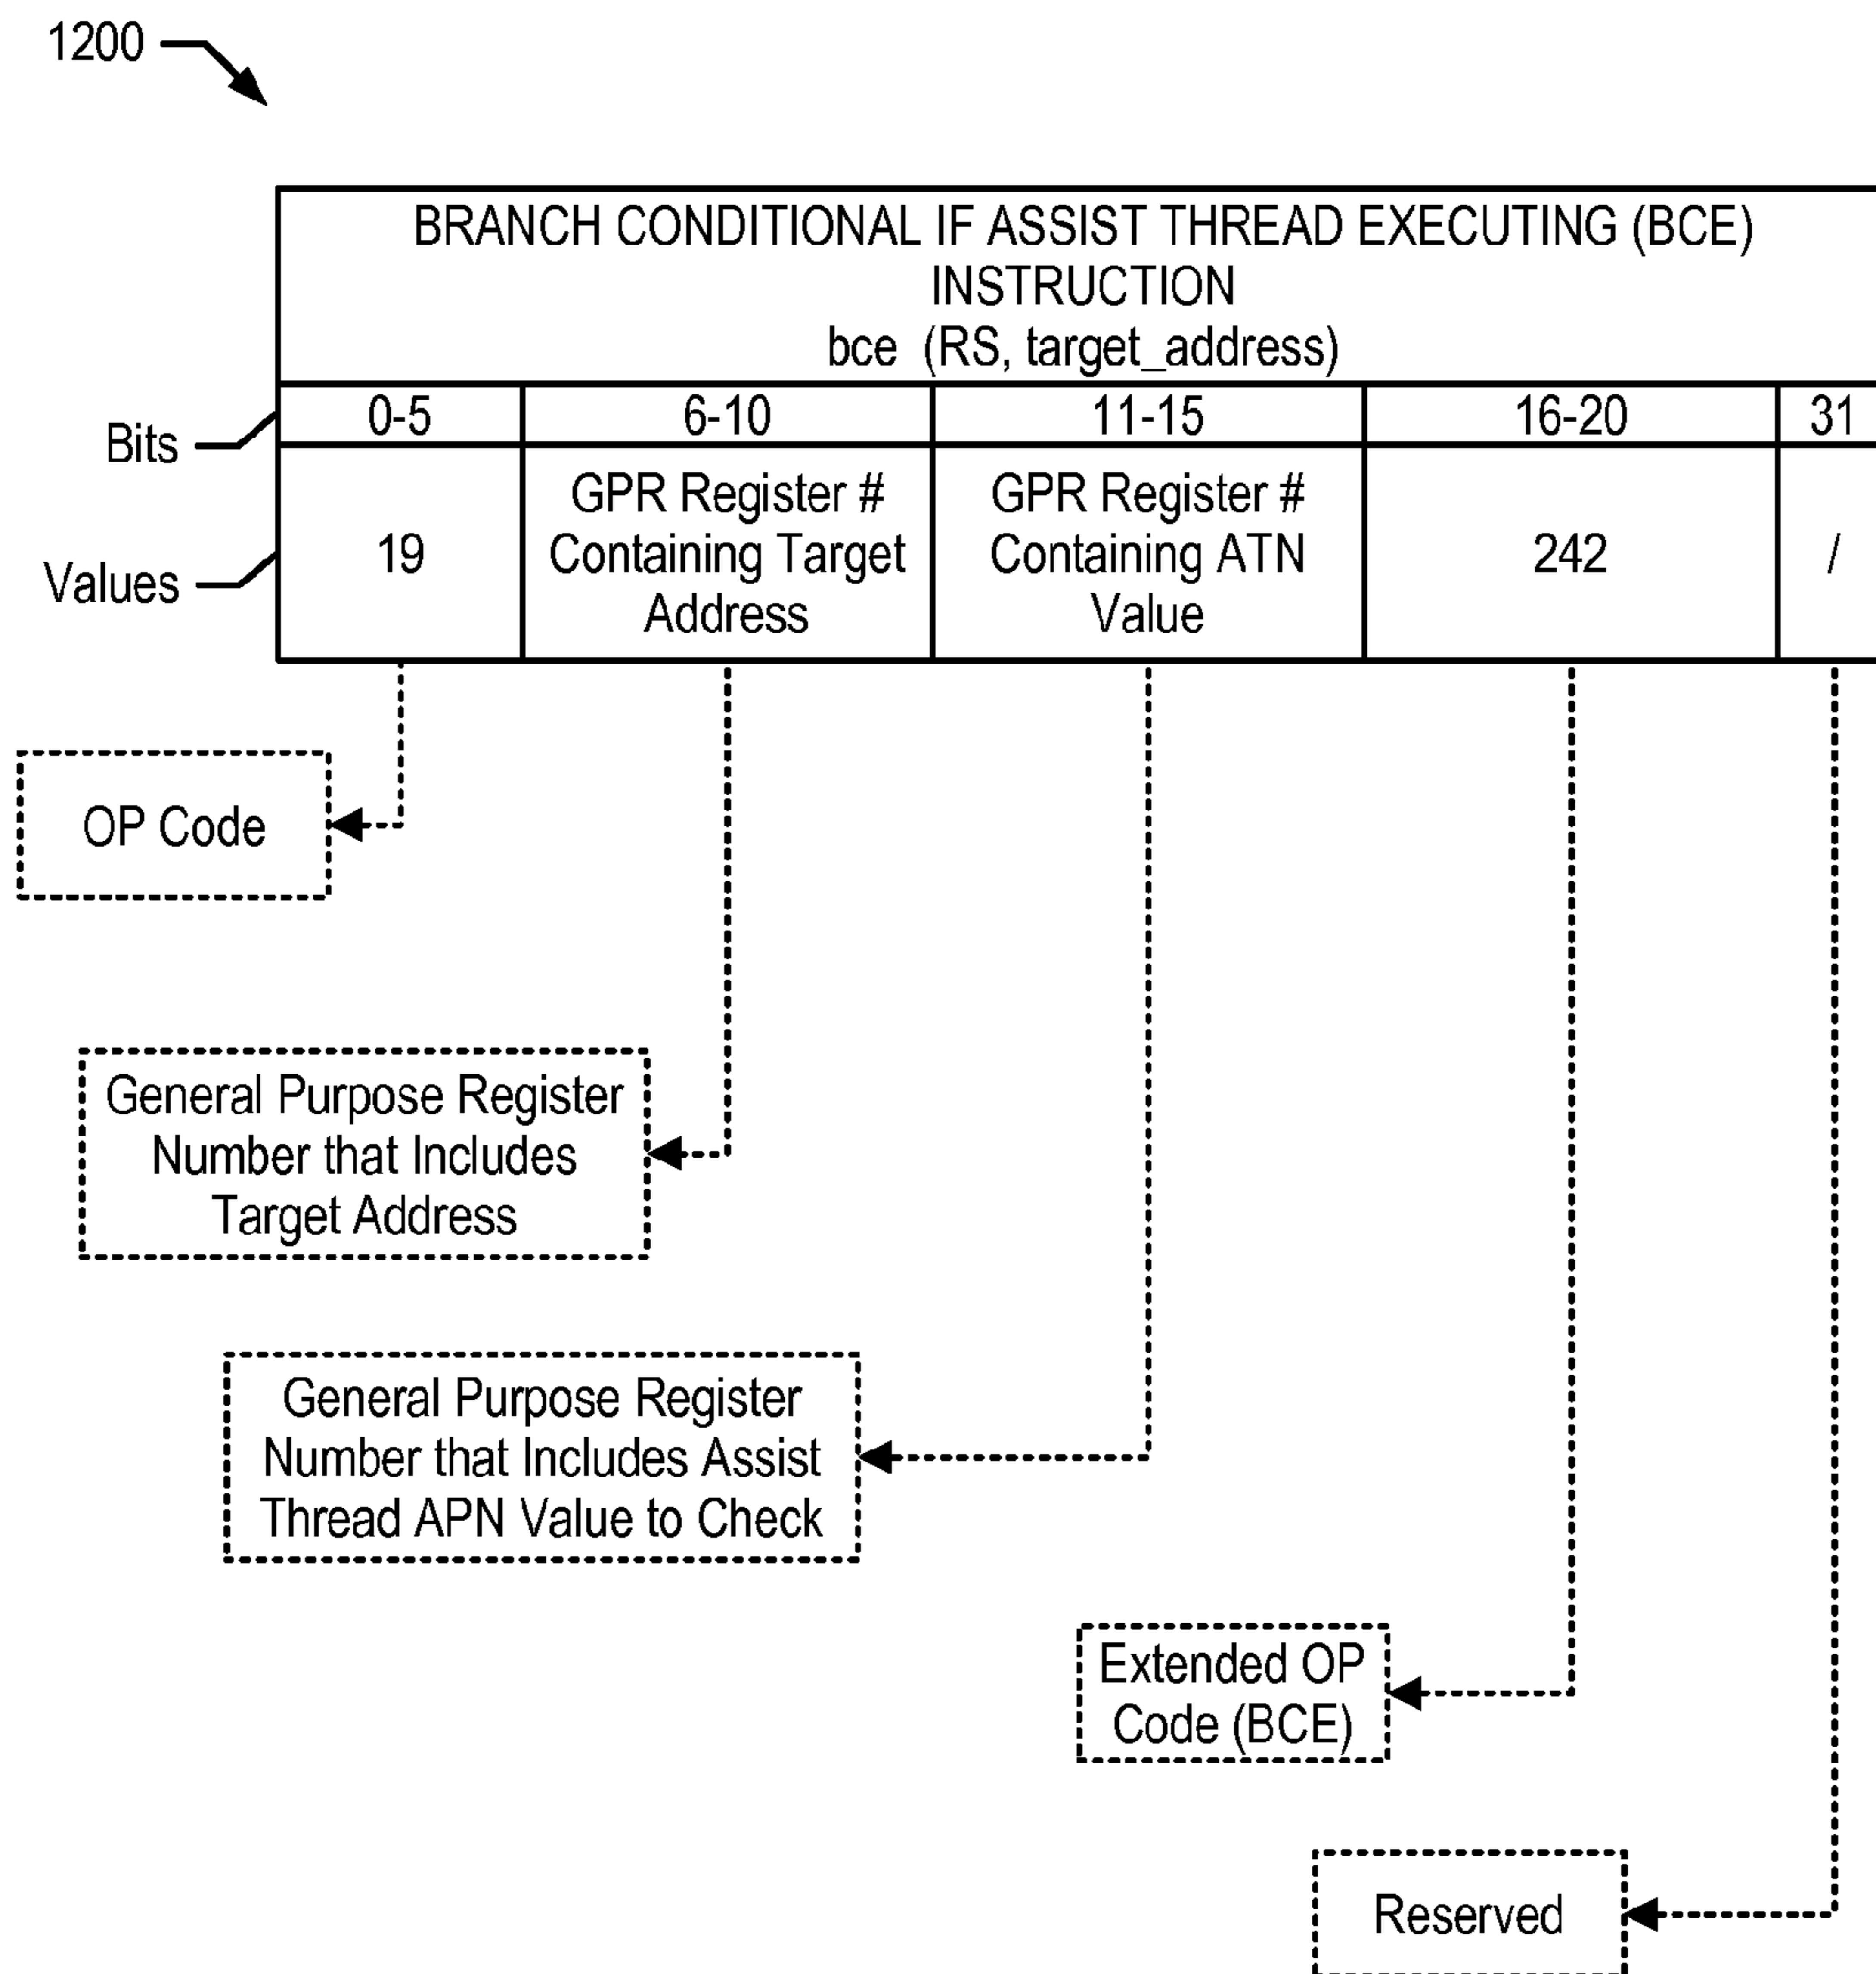 1200
BRANCH CONDITIONAL IF ASSIST THREAD EXECUTING (BCE)
INSTRUCTION
bce (RS, target_address)
Bits
0-5
6-10
11-15
16-20
31
Values
19
GPR Register #
Containing Target
Address
GPR Register #
Containing ATN
Value
242
/
OP Code
General Purpose Register
Number that Includes
Target Address
General Purpose Register
Number that Includes Assist
Thread APN Value to Check
Extended OP
Code (BCE)
Reserved